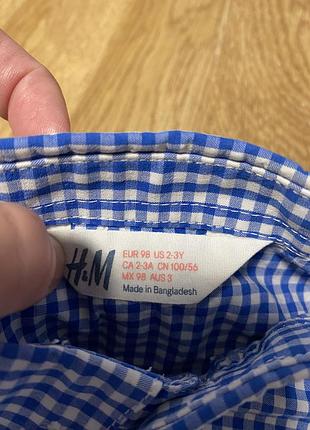 H&M
EUR 98 US 2-3Y
CA 2-3A CN 100/56
MX 98 AUS 3
Made in Bangladesh